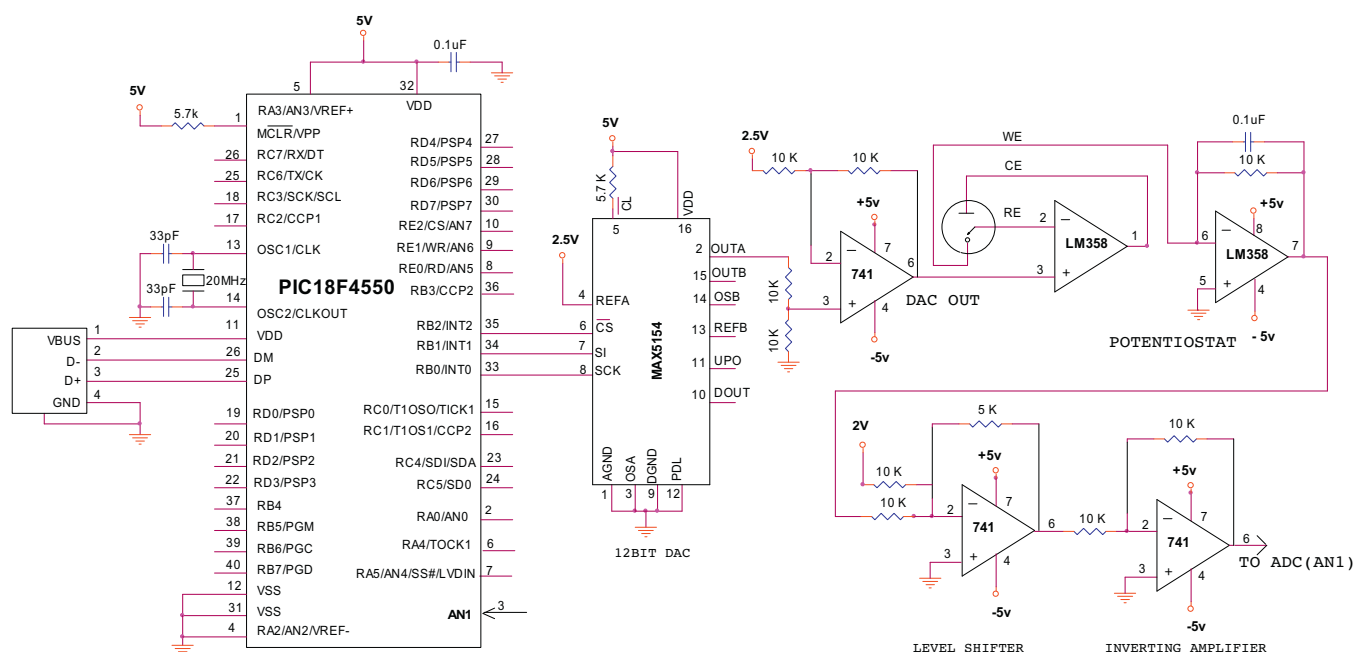 5V
0.1uF
5 32
5V
5.7k
1
RA3/AN3/VREF+
VDD
MCLR/VPP
26 RC7/RX/DT
25 RC6/TX/CK
18 RC3/SCK/SCL
17 RC2/CCP1
33pF
13 OSC1/CLK
20MHz
33pF
14 OSC2/CLKOUT
11 VDD
26 DM
25 DP
VBUS 1
D- 2
D+ 3
GND 4
19 RD0/PSP0
20 RD1/PSP1
21 RD2/PSP2
22 RD3/PSP3
37 RB4
38 RB5/PGM
39 RB6/PGC
40 RB7/PGD
12 VSS
31 VSS
4 RA2/AN2/VREF-
PIC18F4550
RD4/PSP4 27
RD5/PSP5 28
RD6/PSP6 29
RD7/PSP7 30
RE2/CS/AN7 10
RE1/WR/AN6 9
RE0/RD/AN5 8
RB3/CCP2 36
RB2/INT2 35
RB1/INT1 34
RB0/INT0 33
RC0/T1OSO/TICK1 15
RC1/T1OS1/CCP2 16
RC4/SDI/SDA 23
RC5/SD0 24
RA0/AN0 2
RA4/TOCK1 6
RA5/AN4/SS#/LVDIN 7
AN1 3
5V
5.7 K
CL
VDD
5 16
2.5V
4 REFA
6 CS
7 SI
8 SCK
MAX5154
2 OUTA
15 OUTB
14 OSB
13 REFB
11 UPO
10 DOUT
AGND OSA DGND PDL
1 3 9 12
12BIT DAC
10K
10K
2.5V
10 K 10 K
+5v
7
2
741
6
3
4
-5v
DAC OUT
WE
CE
RE
2
LM358
1
3
0.1uF
10 K
+5v
8
6
LM358
7
5
4
- 5v
POTENTIOSTAT
2V
10 K
10 K
5 K
+5v
7
2
741
6
3
4
-5v
LEVEL SHIFTER
10 K
10 K
+5v
7
2
741
6
3
4
-5v
TO ADC(AN1)
INVERTING AMPLIFIER